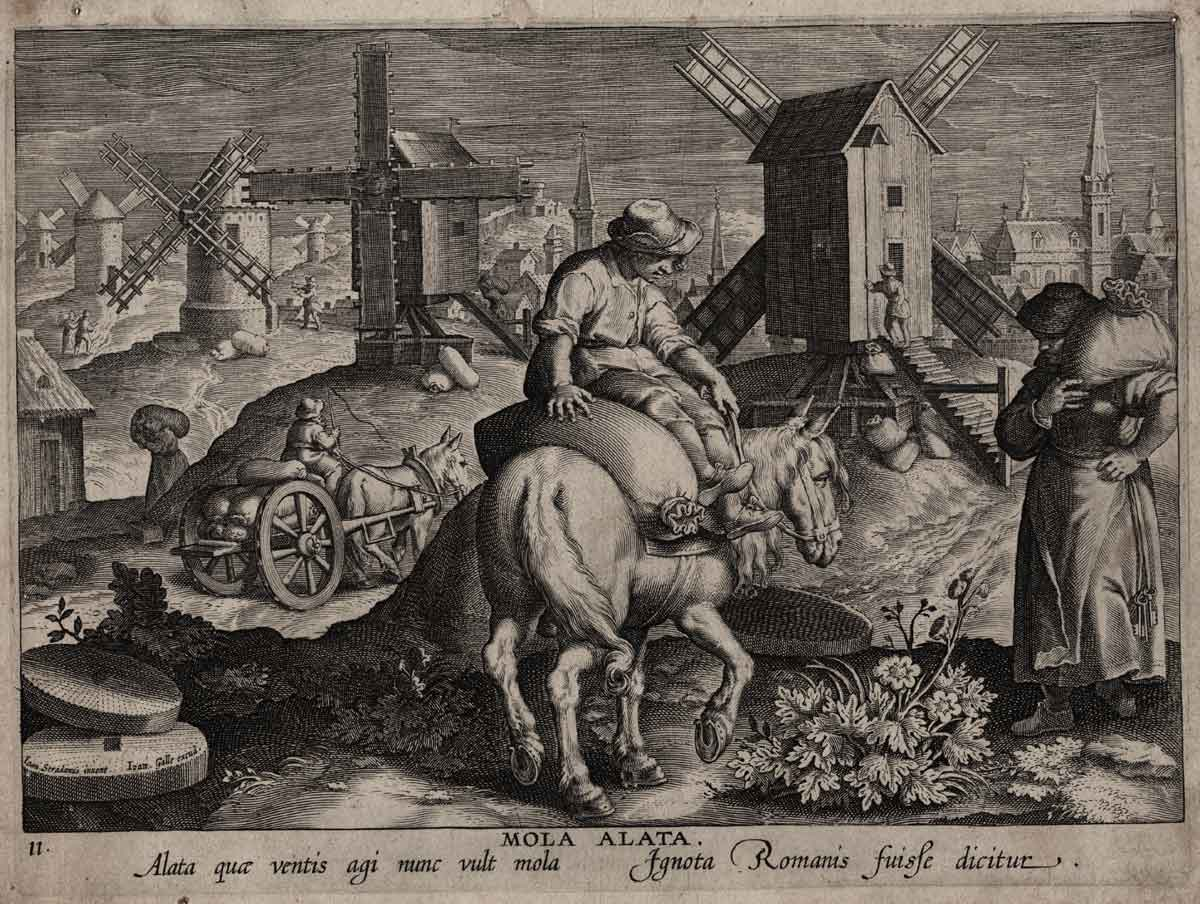 Ioan. Stradanus invent. Ioan. Galle excud.
MOLA ALATA.
11.
Alata quæ ventis agi nunc vult mola Ignota Romanis fuisse dicitur.